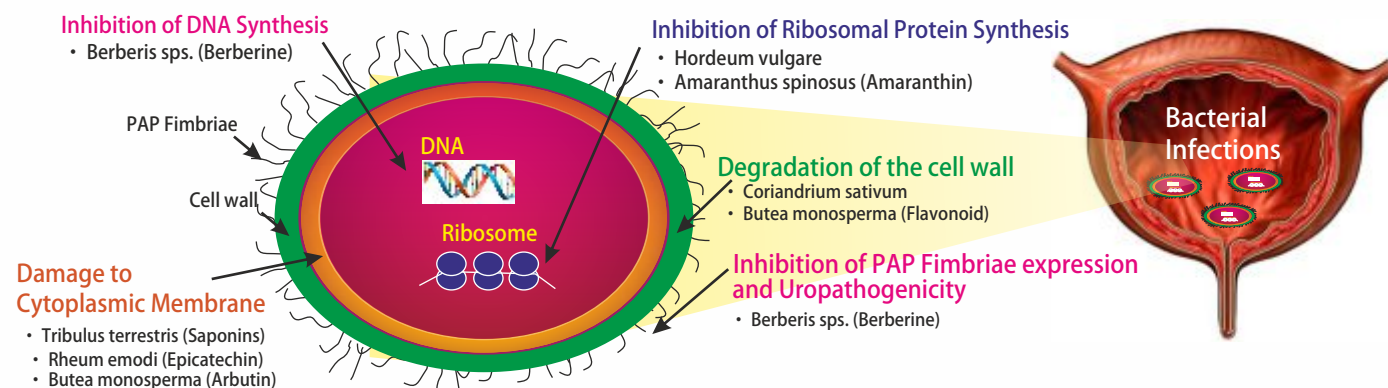 Inhibition of DNA Synthesis
• Berberis sps. (Berberine)
PAP Fimbriae
Cell wall
Damage to
Cytoplasmic Membrane
• Tribulus terrestris (Saponins)
• Rheum emodi (Epicatechin)
• Butea monosperma (Arbutin)
DNA
Ribosome
Inhibition of Ribosomal Protein Synthesis
• Hordeum vulgare
• Amaranthus spinosus (Amaranthin)
Degradation of the cell wall
• Coriandrium sativum
• Butea monosperma (Flavonoid)
Inhibition of PAP Fimbriae expression
and Uropathogenicity
• Berberis sps. (Berberine)
Bacterial
Infections